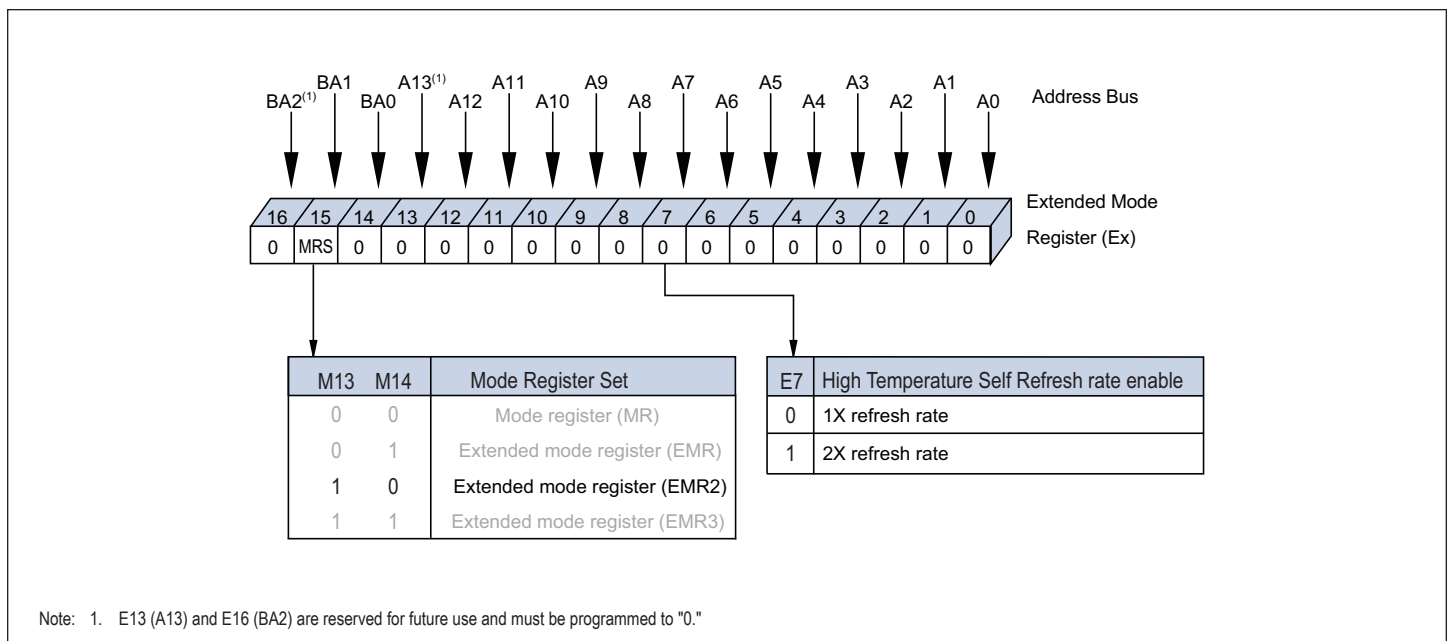 BA2(1) BA1 BA0 A13(1) A12 A11 A10 A9 A8 A7 A6 A5 A4 A3 A2 A1 A0 Address Bus
16 15 14 13 12 11 10 9 8 7 6 5 4 3 2 1 0 Extended Mode
0 MRS 0 0 0 0 0 0 0 0 0 0 0 0 0 0 0 Register (Ex)
M13 M14 Mode Register Set
0 0 Mode register (MR)
0 1 Extended mode register (EMR)
1 0 Extended mode register (EMR2)
1 1 Extended mode register (EMR3)
E7 High Temperature Self Refresh rate enable
0 1X refresh rate
1 2X refresh rate
Note: 1. E13 (A13) and E16 (BA2) are reserved for future use and must be programmed to "0."